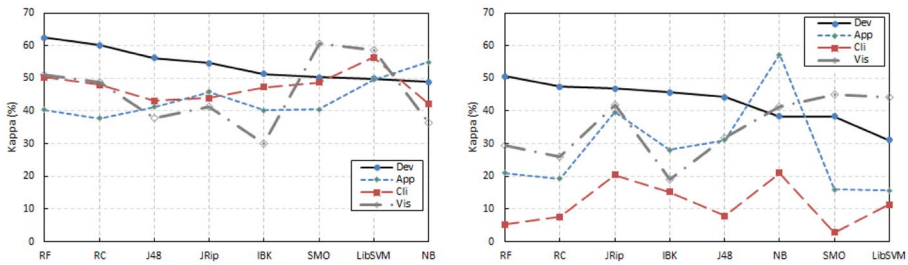 70
60
50
40
30
20
10
0
Kappa (%)
Dev
App
Cli
Vis
RF RC J48 JRip IBK SMO LibSVM NB
70
60
50
40
30
20
10
0
Kappa (%)
Dev
App
Cli
Vis
RF RC JRip IBK J48 NB SMO LibSVM